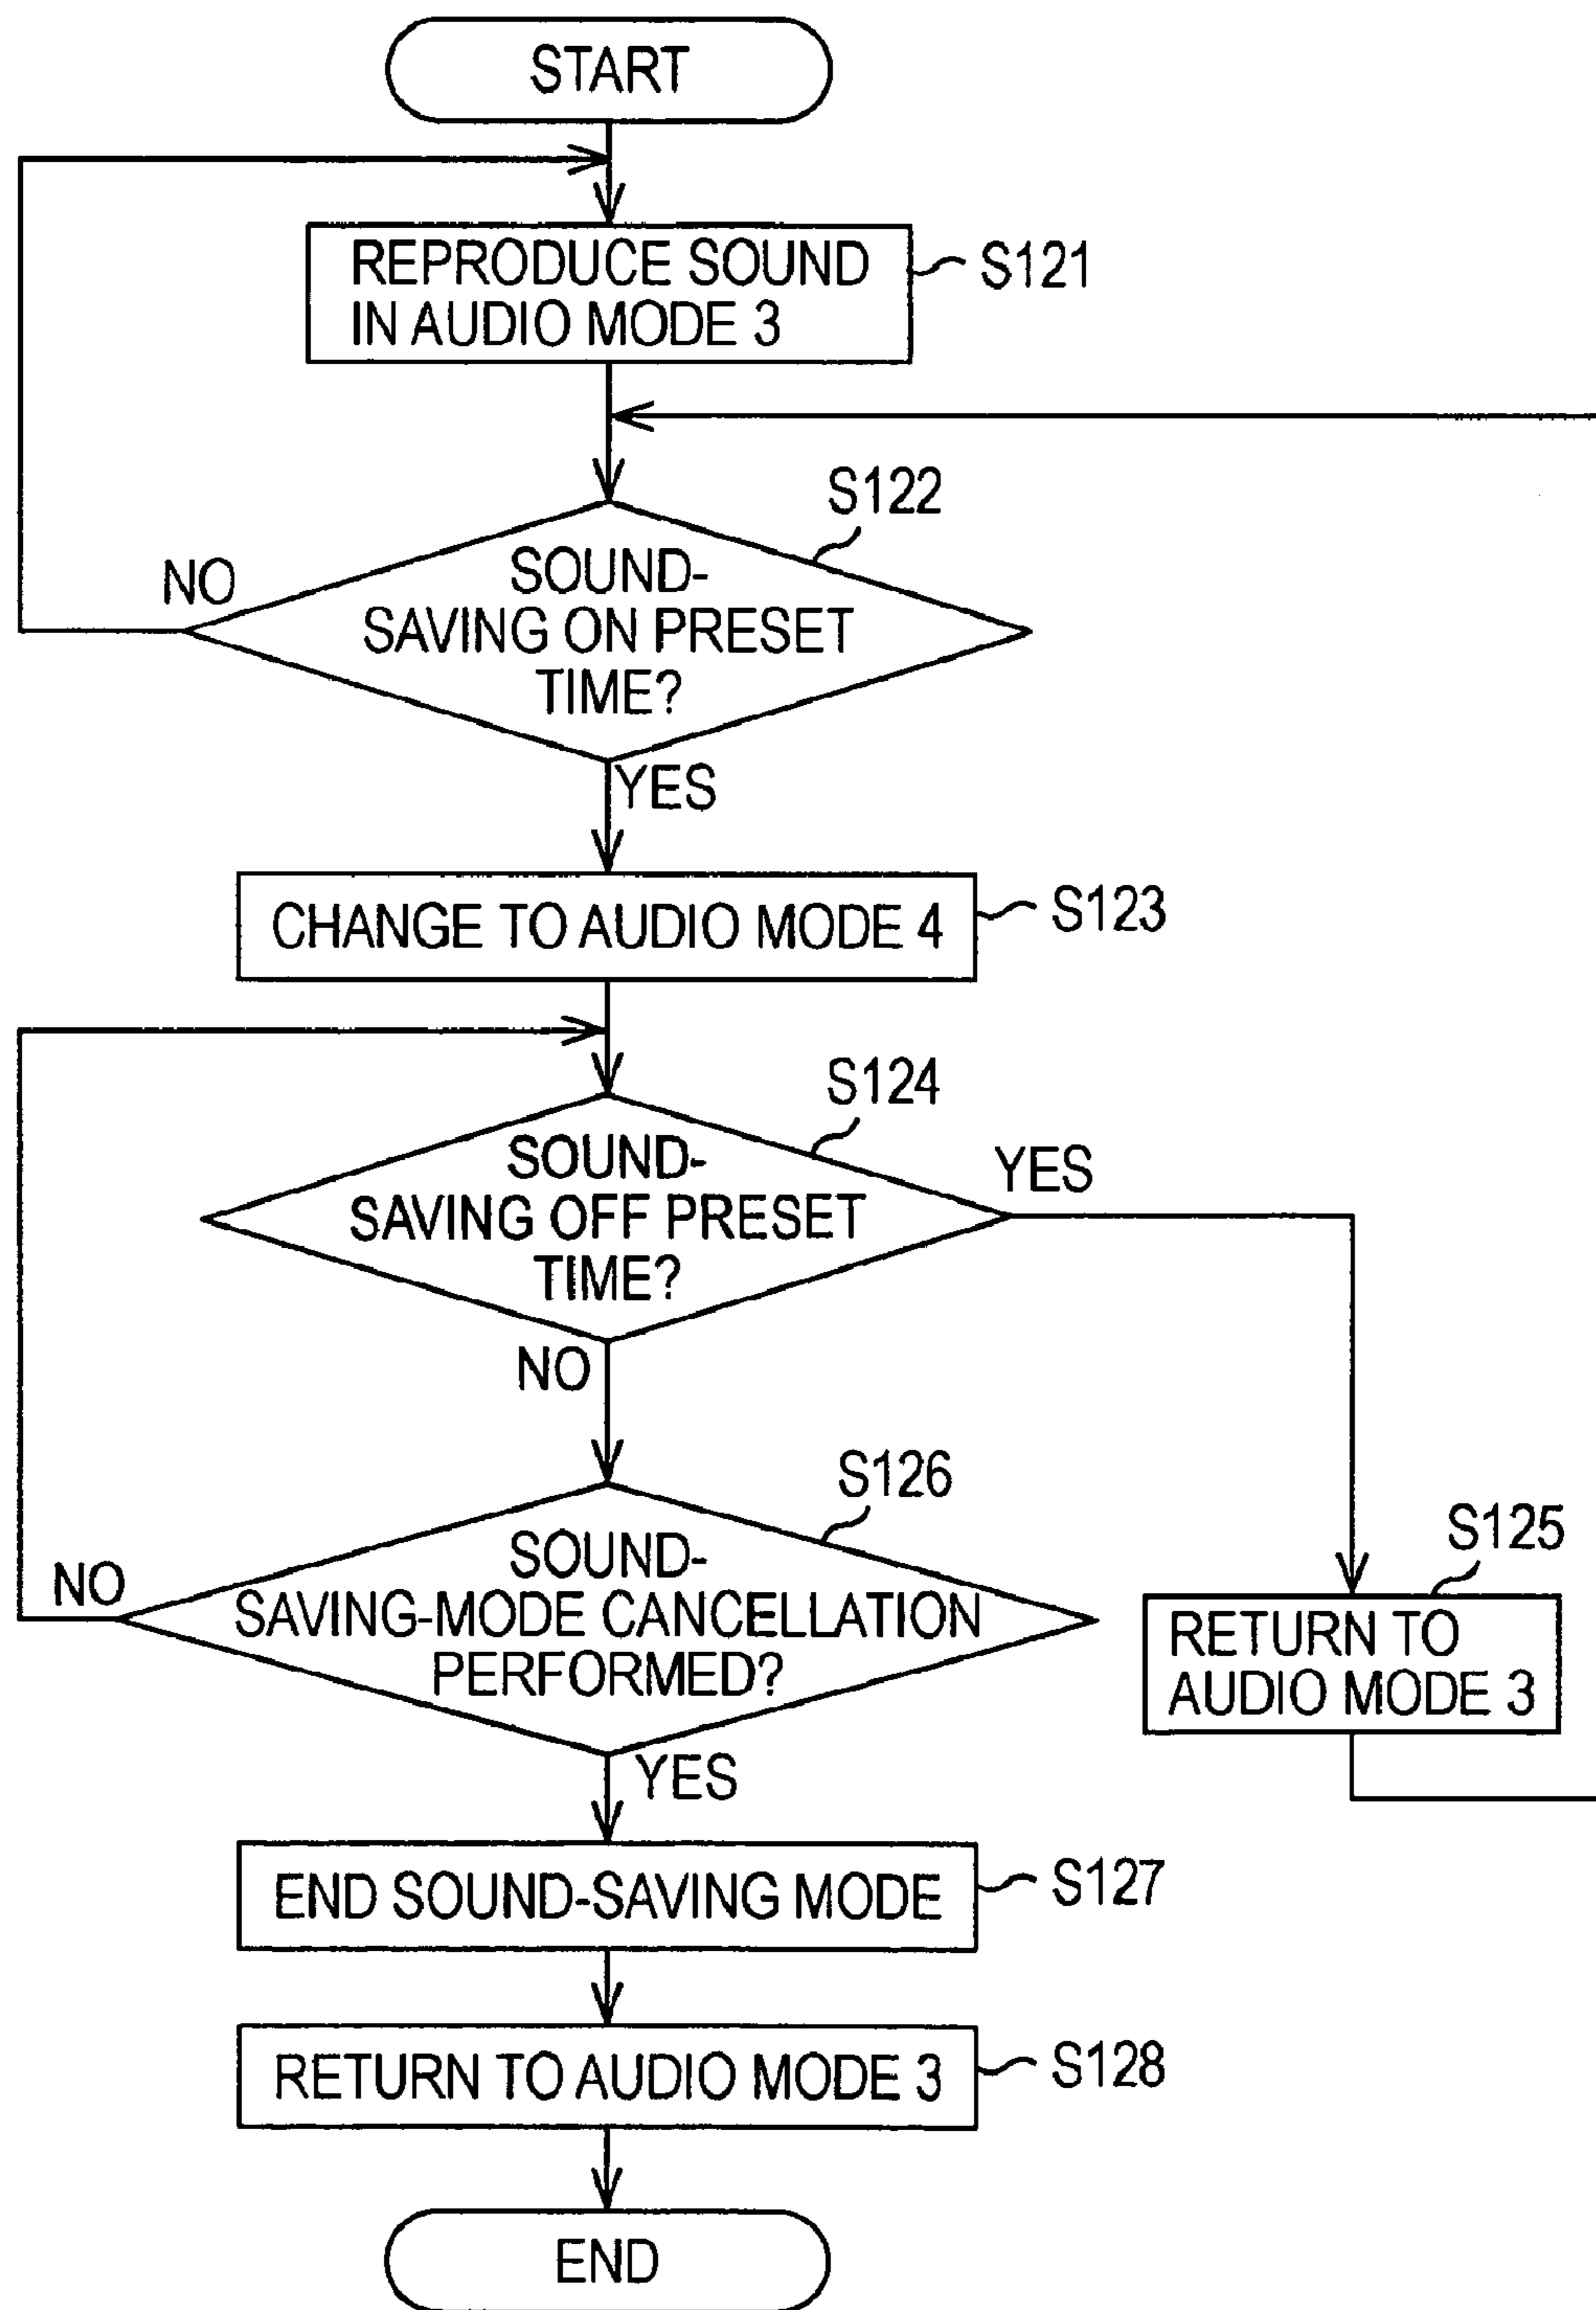 START
REPRODUCE SOUND
IN AUDIO MODE 3
S121
S122
SOUND-
SAVING ON PRESET
TIME?
NO
YES
CHANGE TO AUDIO MODE 4
S123
S124
SOUND-
SAVING OFF PRESET
TIME?
YES
NO
S126
SOUND-
SAVING-MODE CANCELLATION
PERFORMED?
NO
YES
S125
RETURN TO
AUDIO MODE 3
END SOUND-SAVING MODE
S127
RETURN TO AUDIO MODE 3
S128
END